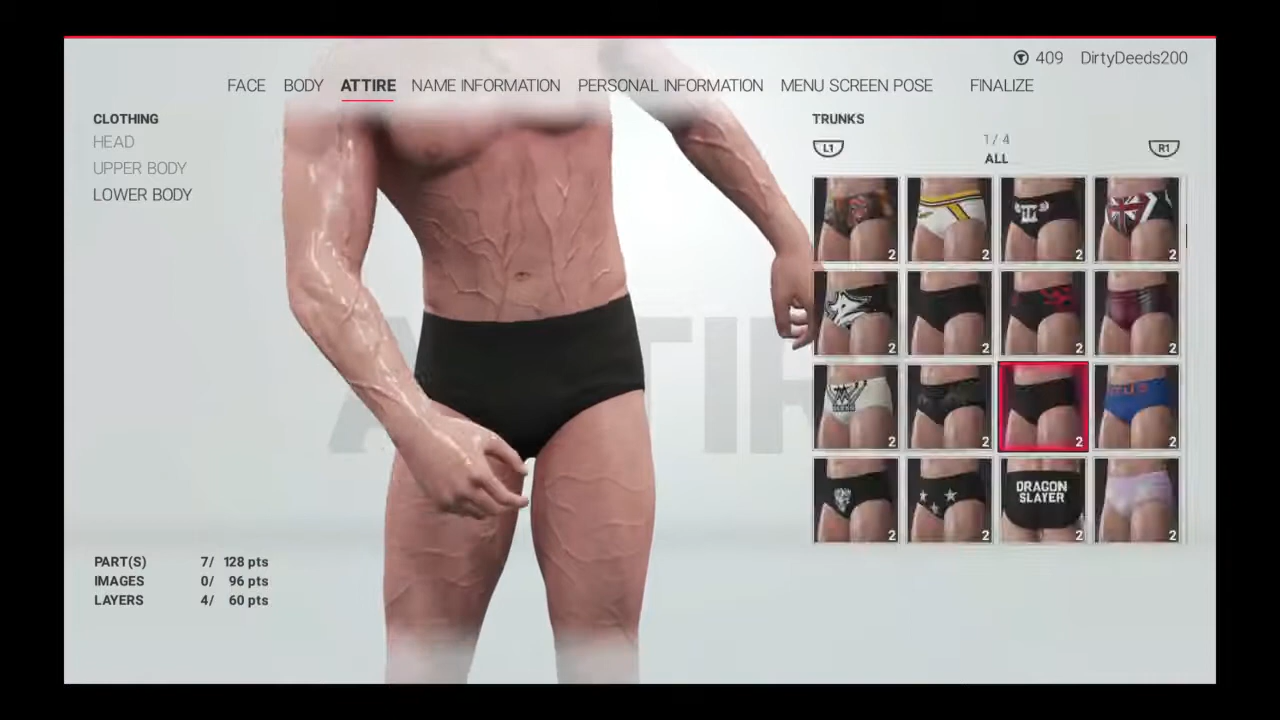 409 DirtyDeeds200
FACE BODY ATTIRE NAME INFORMATION PERSONAL INFORMATION MENU SCREEN POSE FINALIZE
CLOTHING
HEAD
UPPER BODY
LOWER BODY
TRUNKS
L1 1 / 4 R1
ALL
2 2 2 2
2 2 2 2
2 2 2 2
DRAGON
SLAYER
2 2 2 2
ATTIR
PART(S) 7/ 128 pts
IMAGES 0/ 96 pts
LAYERS 4/ 60 pts